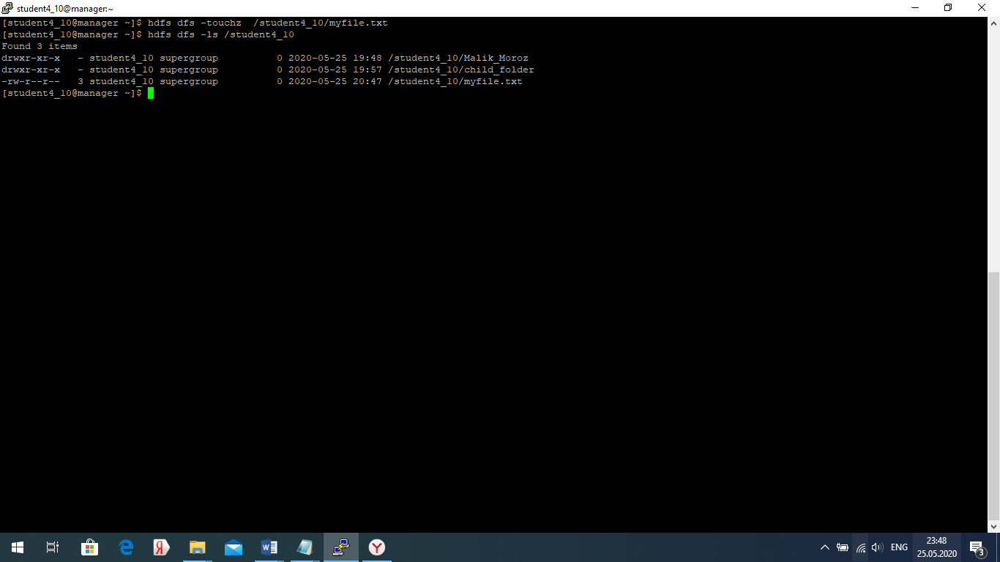 student4_10@manager:~
[student4_10@manager ~]$ hdfs dfs -touchz  /student4_10/myfile.txt
[student4_10@manager ~]$ hdfs dfs -ls /student4_10
Found 3 items
drwxr-xr-x   - student4_10 supergroup          0 2020-05-25 19:48 /student4_10/Malik_Moroz
drwxr-xr-x   - student4_10 supergroup          0 2020-05-25 19:57 /student4_10/child_folder
-rw-r--r--   3 student4_10 supergroup          0 2020-05-25 20:47 /student4_10/myfile.txt
[student4_10@manager ~]$
ENG
23:48
25.05.2020
3